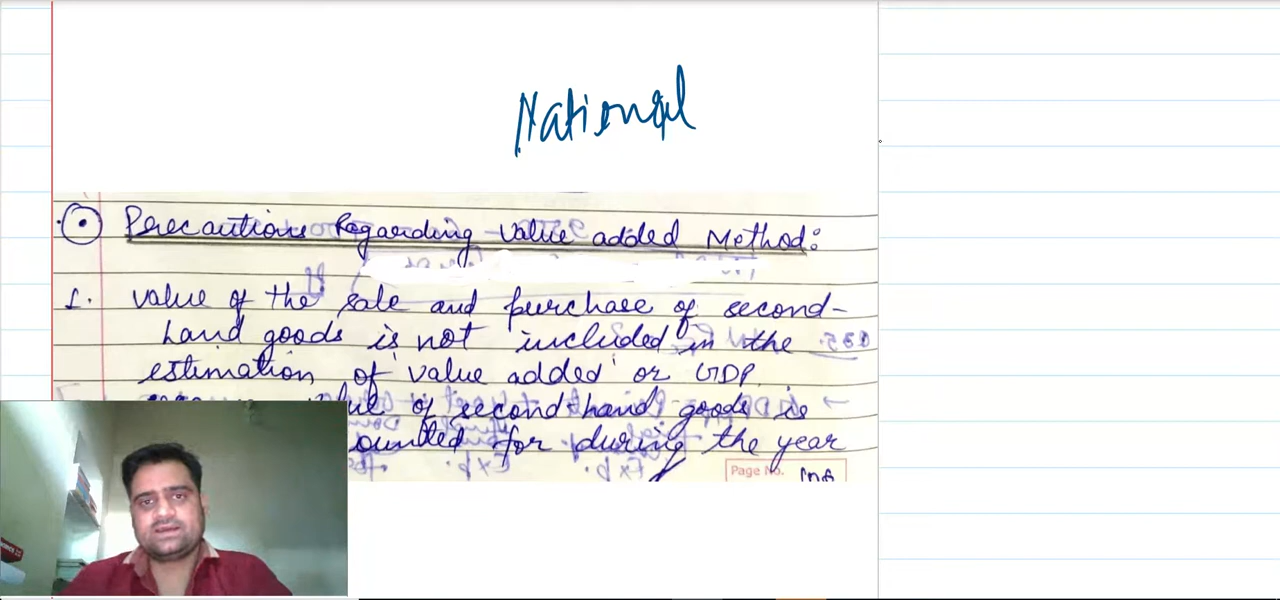 National
Precautions Regarding Value added Method:
1. value of the sale and purchase of second-
hand goods is not included in the
estimation of 'value added' or GDP.
value of second-hand goods is
ounted for during the year
Page No.